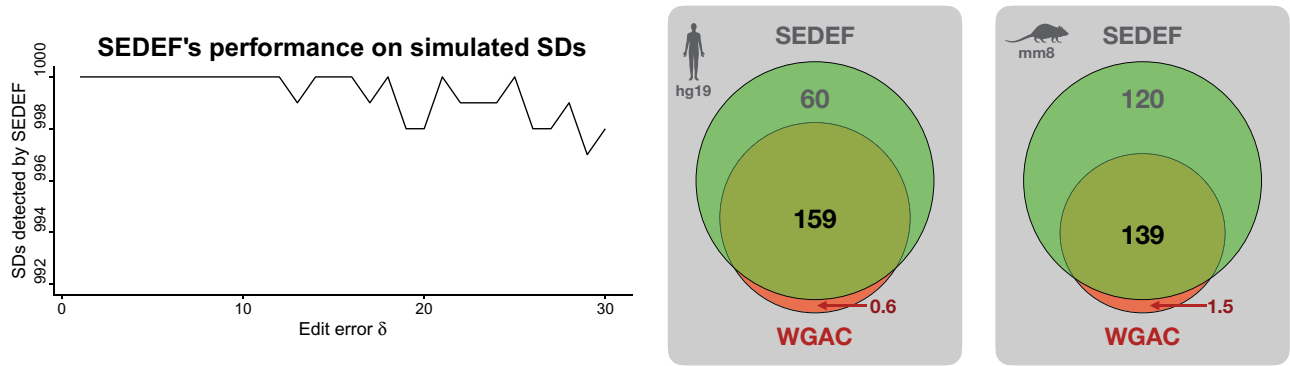 SEDEF's performance on simulated SDs
SDs detected by SEDEF
1000
998
996
994
992
0
10
20
30
Edit error δ
hg19
SEDEF
60
159
0.6
WGAC
mm8
SEDEF
120
139
1.5
WGAC